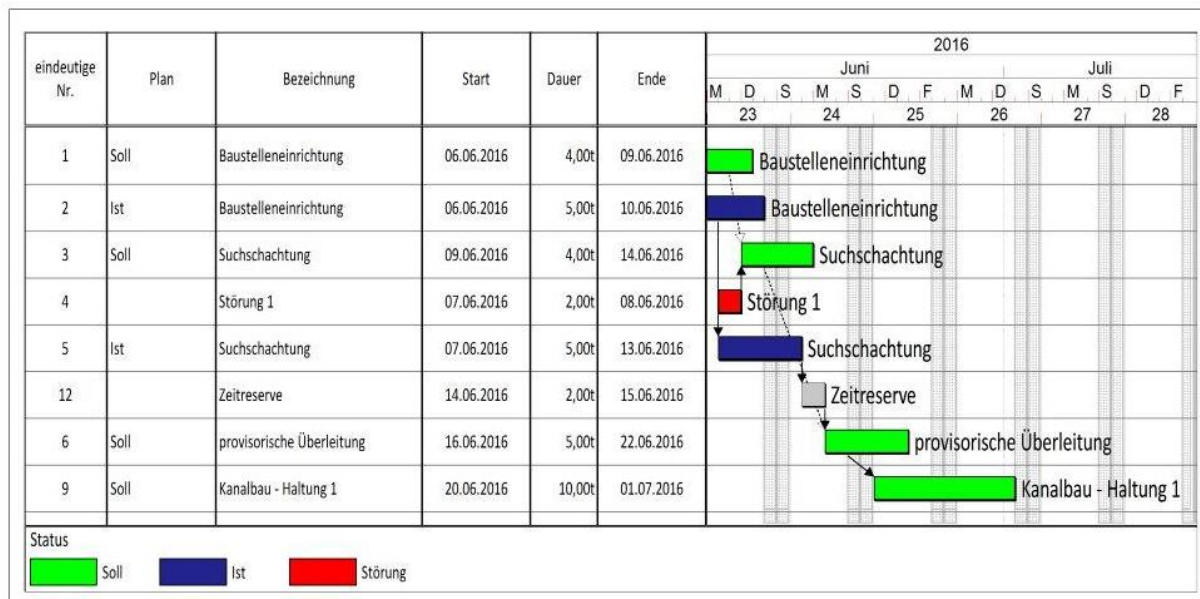 2016
eindeutige Nr. Plan Bezeichnung Start Dauer Ende Juni Juli
M D S M S D F M D S M S D F
23 24 25 26 27 28
1 Soll Baustelleneinrichtung 06.06.2016 4,00t 09.06.2016 Baustelleneinrichtung
2 Ist Baustelleneinrichtung 06.06.2016 5,00t 10.06.2016 Baustelleneinrichtung
3 Soll Suchschachtung 09.06.2016 4,00t 14.06.2016 Suchschachtung
4 Störung 1 07.06.2016 2,00t 08.06.2016 Störung 1
5 Ist Suchschachtung 07.06.2016 5,00t 13.06.2016 Suchschachtung
12 Zeitreserve 14.06.2016 2,00t 15.06.2016 Zeitreserve
6 Soll provisorische Überleitung 16.06.2016 5,00t 22.06.2016 provisorische Überleitung
9 Soll Kanalbau - Haltung 1 20.06.2016 10,00t 01.07.2016 Kanalbau - Haltung 1
Status
Soll Ist Störung